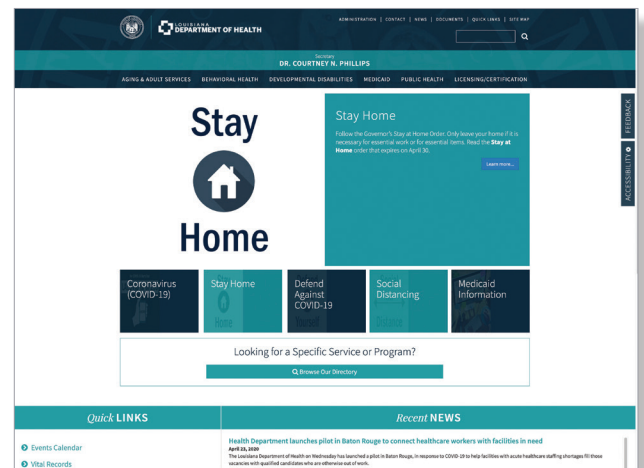 ADMINISTRATION | CONTACT | NEWS | DOCUMENTS | QUICK LINKS | SITE MAP
LOUISIANA
DEPARTMENT OF HEALTH
Secretary
DR. COURTNEY N. PHILLIPS
AGING & ADULT SERVICES BEHAVIORAL HEALTH DEVELOPMENTAL DISABILITIES MEDICAID PUBLIC HEALTH LICENSING/CERTIFICATION
FEEDBACK
ACCESSIBILITY
Stay
Home
Stay Home
Follow the Governor's Stay at Home Order. Only leave your home if it is
necessary for essential work or for essential items. Read the Stay at
Home order that expires on April 30.
Learn more...
Coronavirus
(COVID-19)
Stay Home
Defend
Against
COVID-19
Social
Distancing
Medicaid
Information
Looking for a Specific Service or Program?
Browse Our Directory
Quick LINKS
Recent NEWS
Events Calendar
Vital Records
Health Department launches pilot in Baton Rouge to connect healthcare workers with facilities in need
April 23, 2020
The Louisiana Department of Health on Wednesday has launched a pilot in Baton Rouge, in response to COVID-19 to help facilities with acute healthcare staffing shortages fill those
vacancies with qualified candidates who are otherwise out of work.